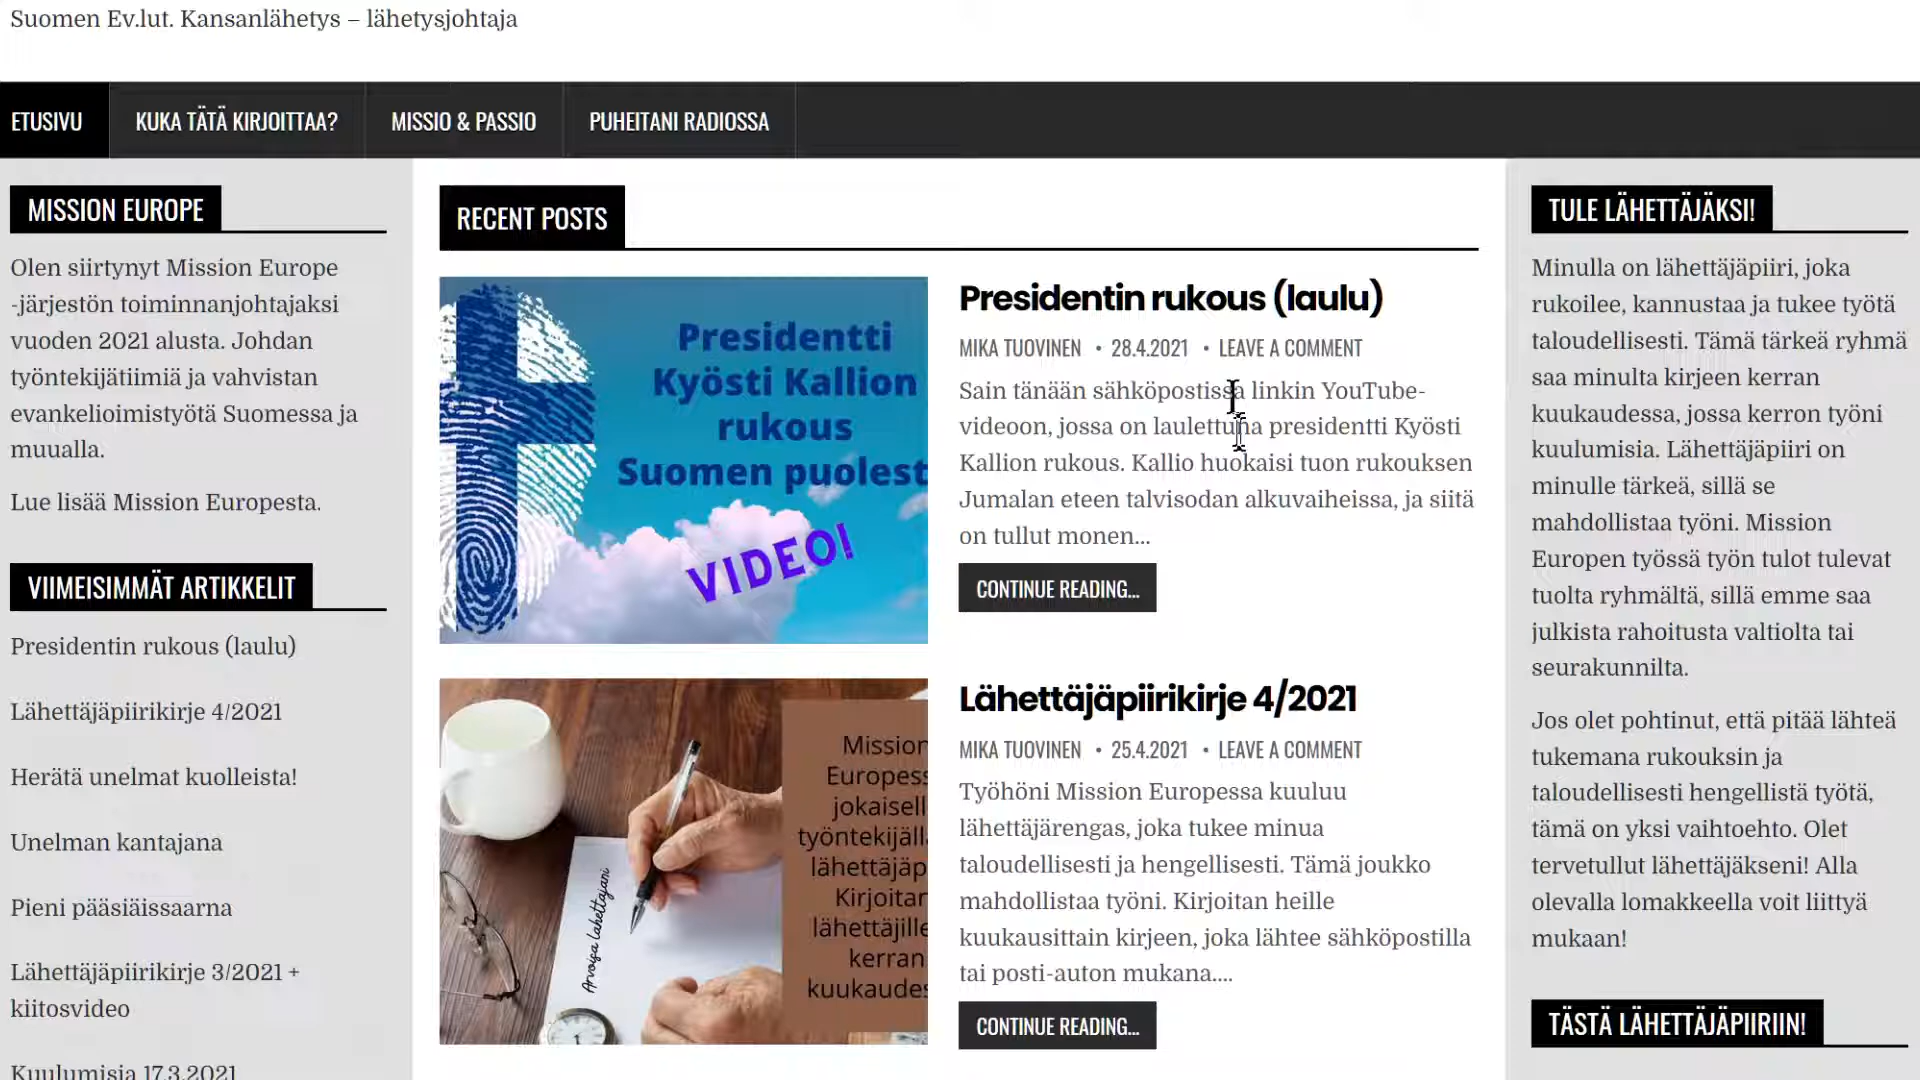 Suomen Ev.lut. Kansanlähetys – lähetysjohtaja
ETUSIVU
KUKA TÄTÄ KIRJOITTAA?
MISSIO & PASSIO
PUHEITANI RADIOSSA
MISSION EUROPE
Olen siirtynyt Mission Europe
-järjestön toiminnanjohtajaksi
vuoden 2021 alusta. Johdan
työntekijätiimiä ja vahvistan
evankelioimistyötä Suomessa ja
muualla.
Lue lisää Mission Europesta.
VIIMEISIMMÄT ARTIKKELIT
Presidentin rukous (laulu)
Lähettäjäpiirikirje 4/2021
Herätä unelmat kuolleista!
Unelman kantajana
Pieni pääsiäissaarna
Lähettäjäpiirikirje 3/2021 +
kiitosvideo
Kuulumisia 17.3.2021
RECENT POSTS
Presidentti
Kyösti Kallion
rukous
Suomen puolest
VIDEO!
Presidentin rukous (laulu)
MIKA TUOVINEN • 28.4.2021 • LEAVE A COMMENT
Sain tänään sähköpostissa linkin YouTube-
videoon, jossa on laulettuna presidentti Kyösti
Kallion rukous. Kallio huokaisi tuon rukouksen
Jumalan eteen talvisodan alkuvaiheissa, ja siitä
on tullut monen...
CONTINUE READING...
Arvoisa lähettäjäni
Mission
Europess
jokaisell
työntekijäll
lähettäjäp
Kirjoitan
lähettäjille
kerran
kuukaudes
Lähettäjäpiirikirje 4/2021
MIKA TUOVINEN • 25.4.2021 • LEAVE A COMMENT
Työhöni Mission Europessa kuuluu
lähettäjärengas, joka tukee minua
taloudellisesti ja hengellisesti. Tämä joukko
mahdollistaa työni. Kirjoitan heille
kuukausittain kirjeen, joka lähtee sähköpostilla
tai posti-auton mukana....
CONTINUE READING...
TULE LÄHETTÄJÄKSI!
Minulla on lähettäjäpiiri, joka
rukoilee, kannustaa ja tukee työtä
taloudellisesti. Tämä tärkeä ryhmä
saa minulta kirjeen kerran
kuukaudessa, jossa kerron työni
kuulumisia. Lähettäjäpiiri on
minulle tärkeä, sillä se
mahdollistaa työni. Mission
Europen työssä työn tulot tulevat
tuolta ryhmältä, sillä emme saa
julkista rahoitusta valtiolta tai
seurakunnilta.
Jos olet pohtinut, että pitää lähteä
tukemana rukouksin ja
taloudellisesti hengellistä työtä,
tämä on yksi vaihtoehto. Olet
tervetullut lähettäjäkseni! Alla
olevalla lomakkeella voit liittyä
mukaan!
TÄSTÄ LÄHETTÄJÄPIIRIIN!